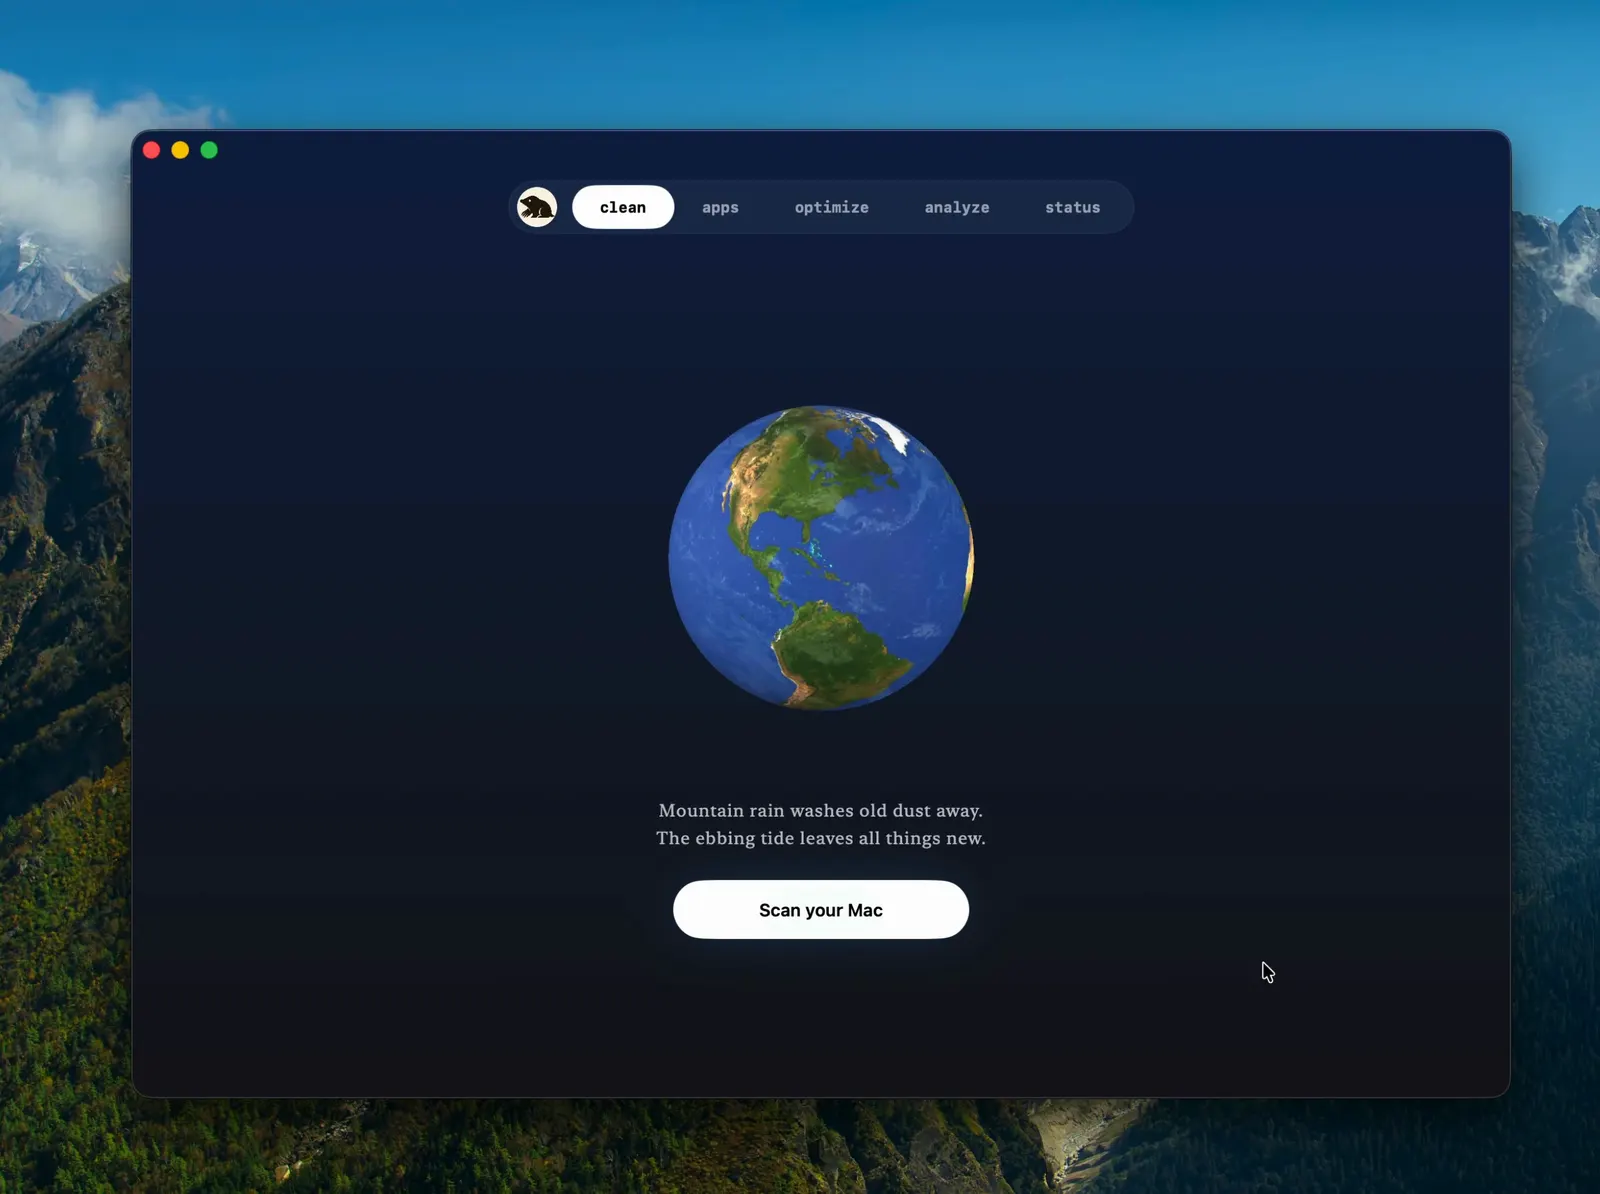 clean
apps
optimize
analyze
status
Mountain rain washes old dust away.
The ebbing tide leaves all things new.
Scan your Mac